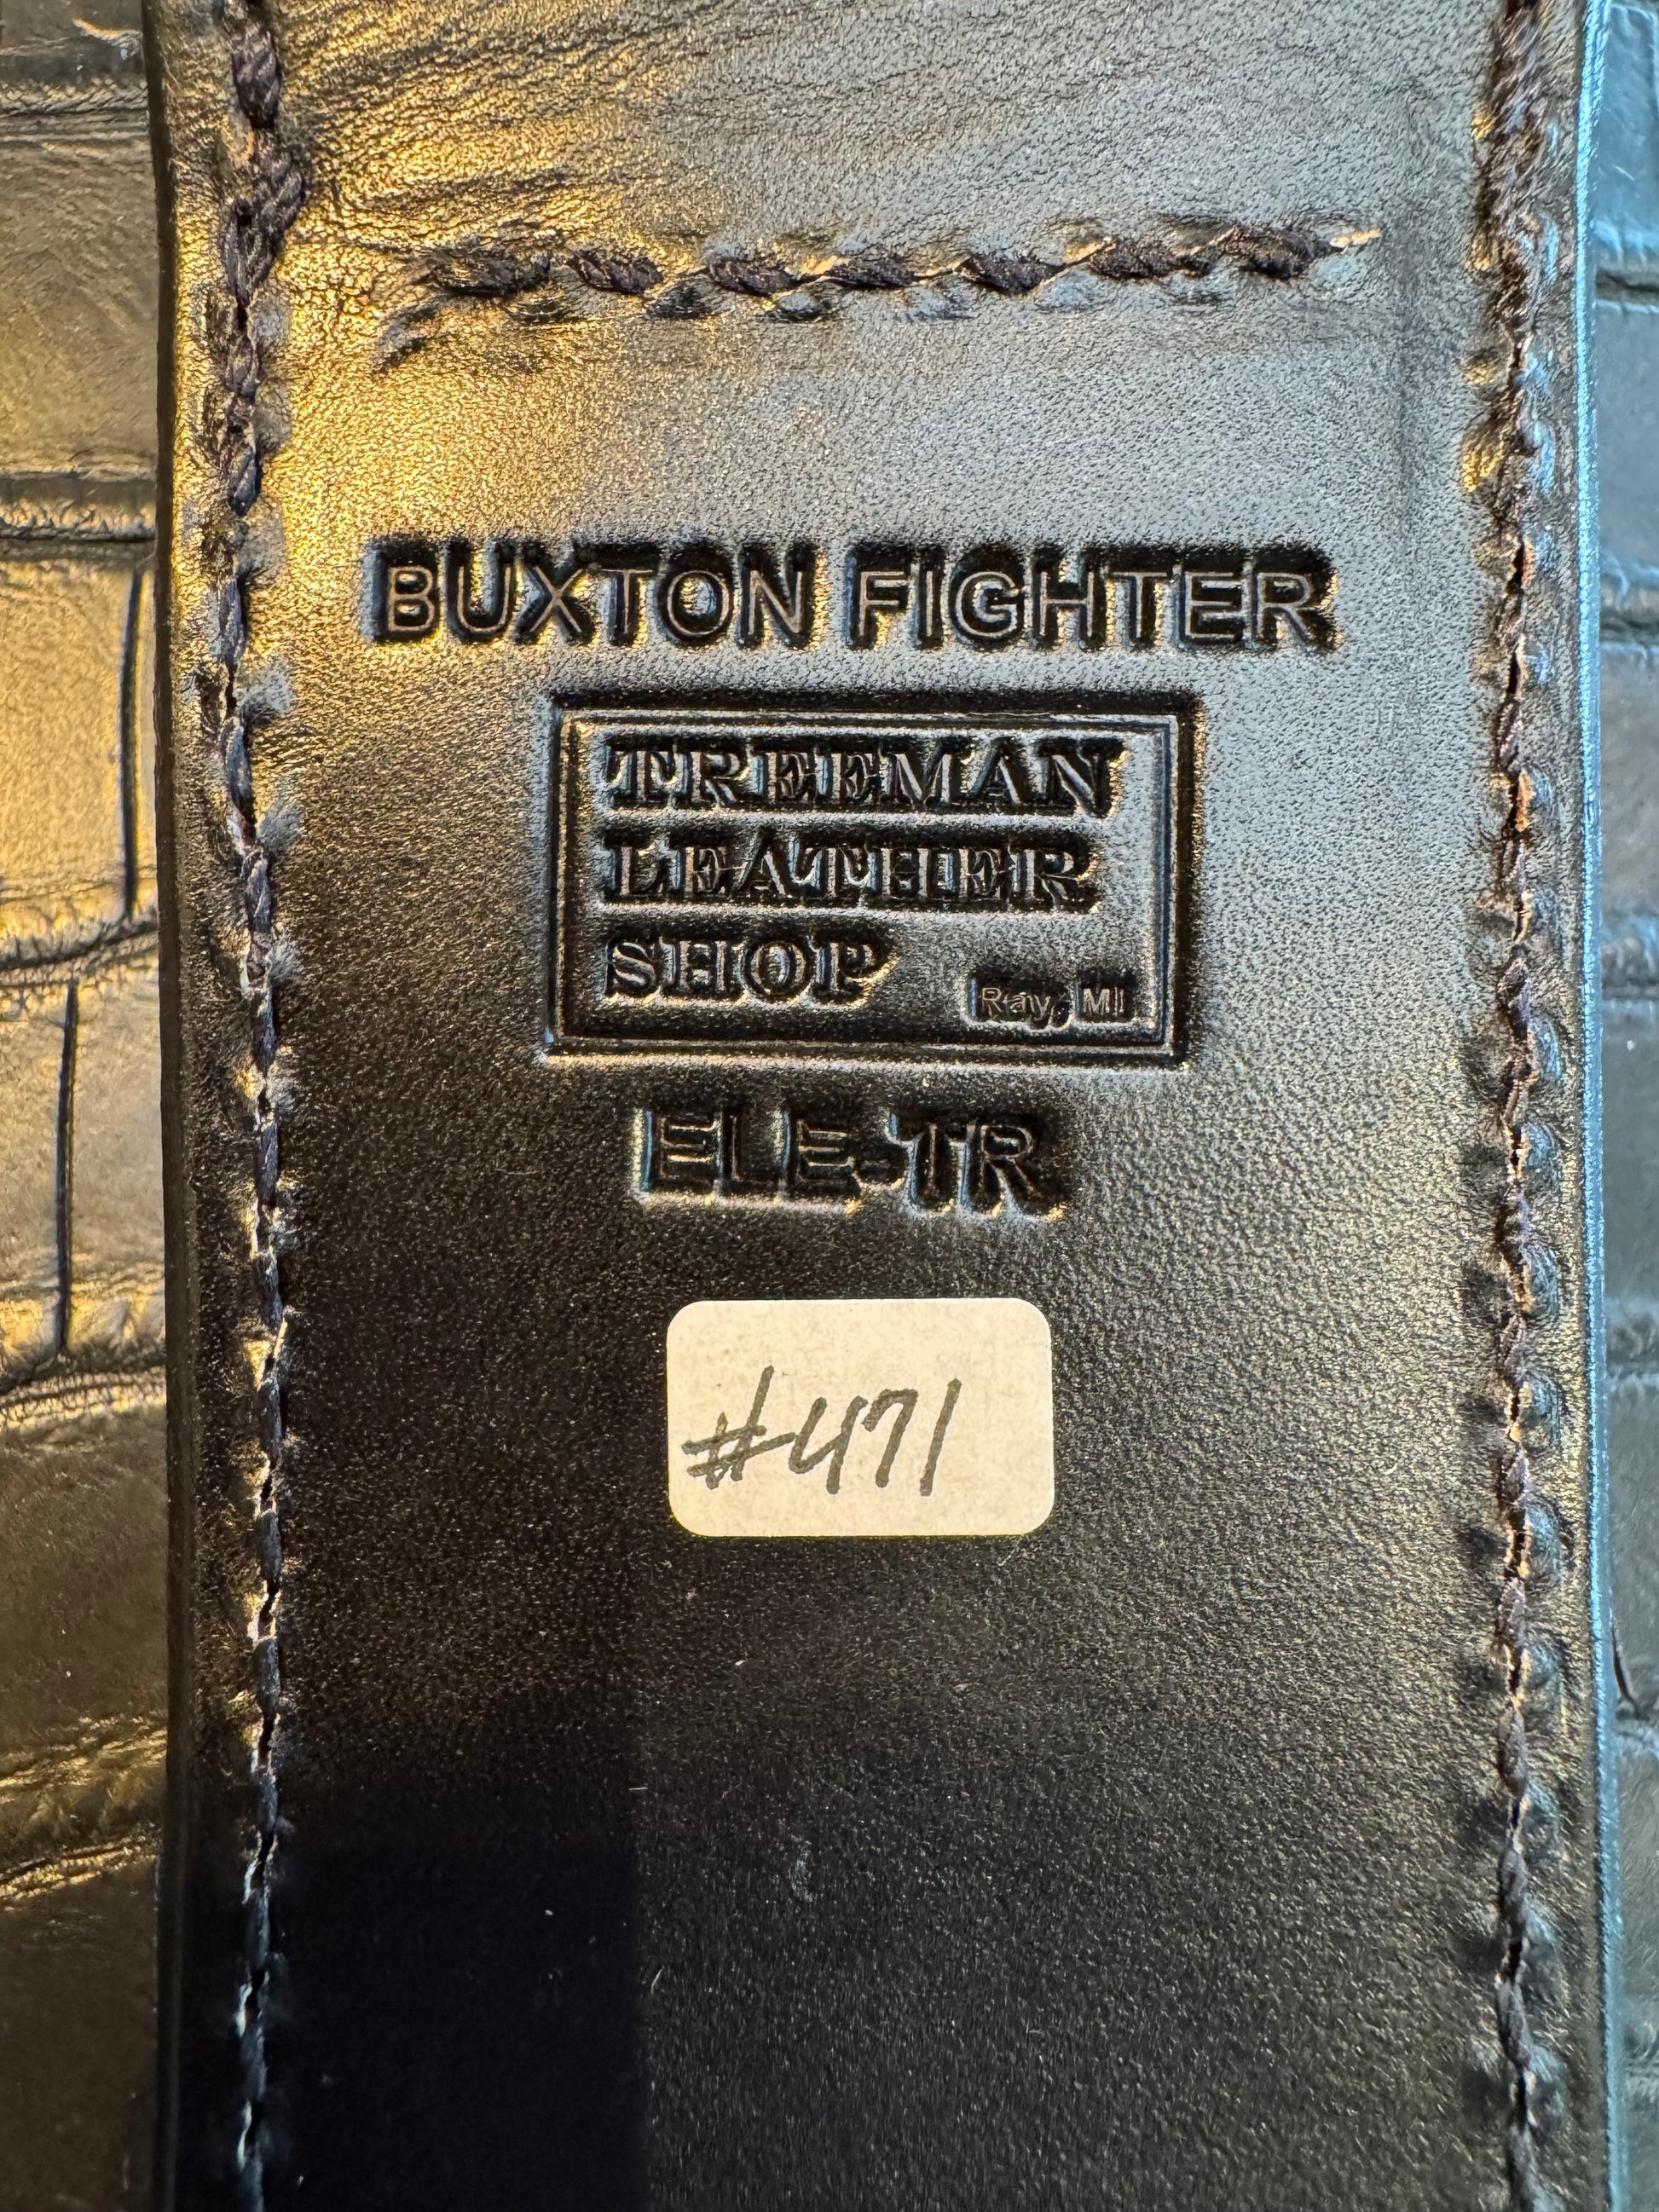 BUXTON FIGHTER
TREEMAN
LEATHER
SHOP Ray, MI
ELE-TR
#471